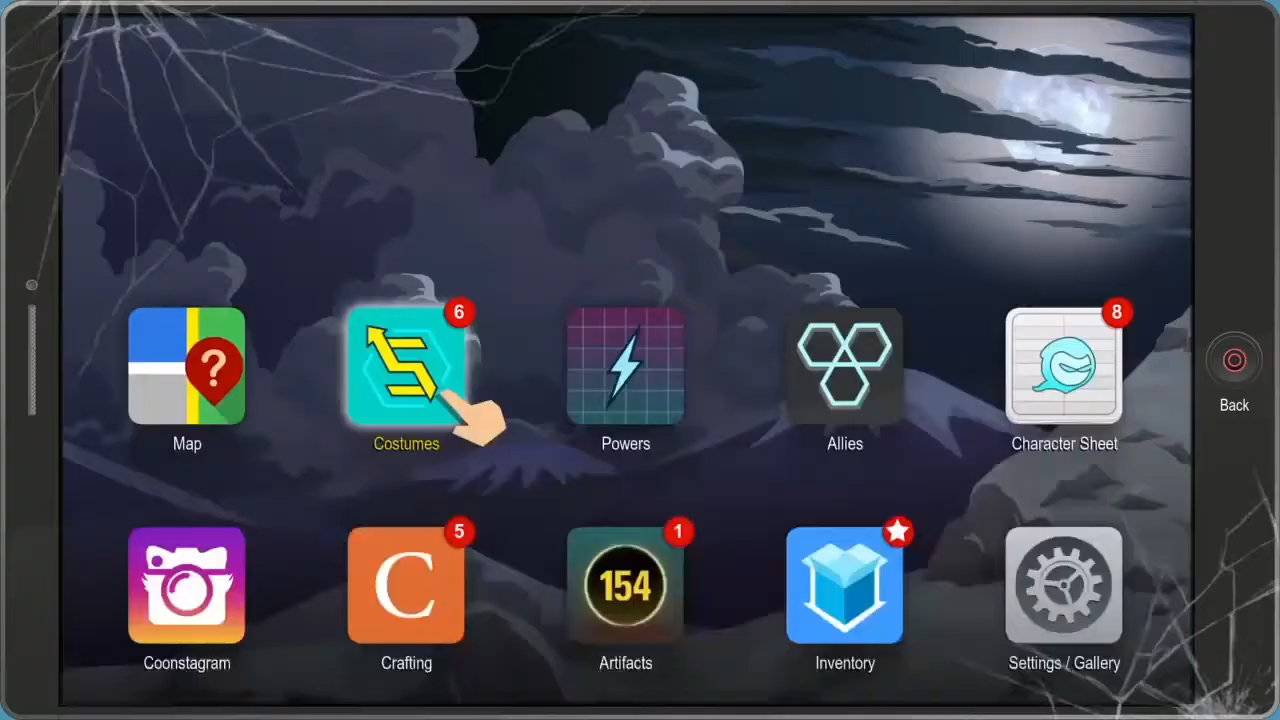 6
8
?
Map
Costumes
Powers
Allies
Character Sheet
Back
5
1
C
154
Coonstagram
Crafting
Artifacts
Inventory
Settings / Gallery